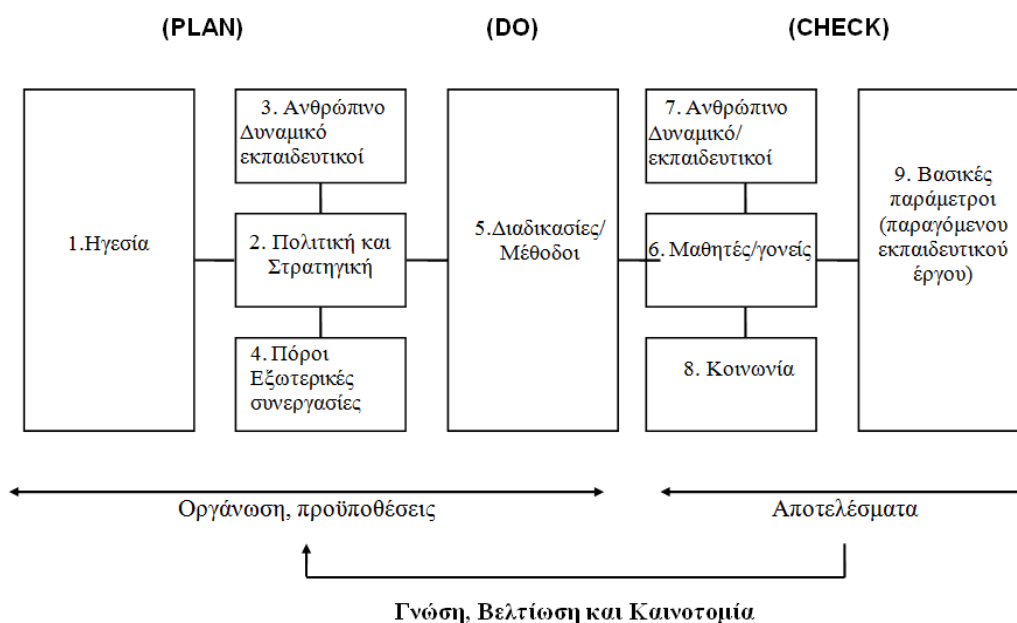 (PLAN)
(DO)
(CHECK)
1.Ηγεσία
3. Ανθρώπινο
Δυναμικό
εκπαιδευτικοί
2. Πολιτική και
Στρατηγική
4. Πόροι
Εξωτερικές
συνεργασίες
5.Διαδικασίες/
Μέθοδοι
7. Ανθρώπινο
Δυναμικό/
εκπαιδευτικοί
6. Μαθητές/γονείς
8. Κοινωνία
9. Βασικές
παράμετροι
(παραγόμενου
εκπαιδευτικού
έργου)
Οργάνωση, προϋποθέσεις
Αποτελέσματα
Γνώση, Βελτίωση και Καινοτομία